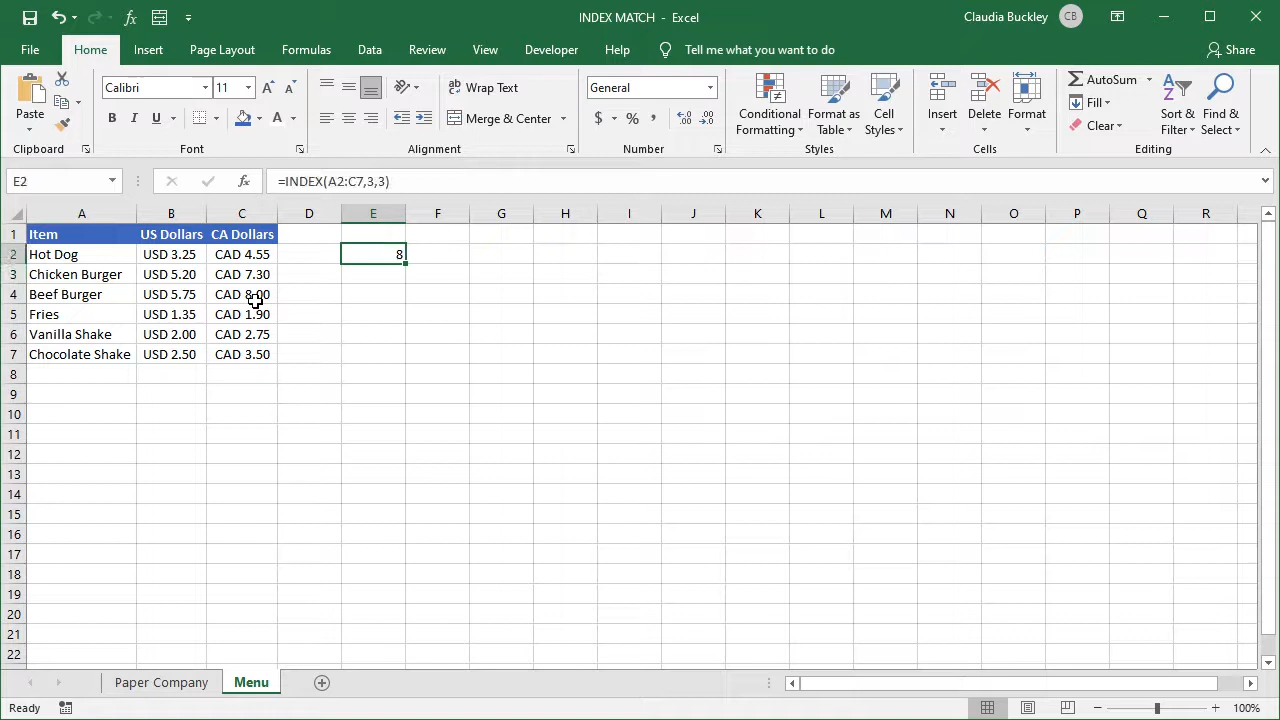 INDEX MATCH - Excel
Claudia Buckley CB
File Home Insert Page Layout Formulas Data Review View Developer Help Tell me what you want to do Share
Paste
Clipboard
Calibri 11
B I U A
Font
Wrap Text
Merge & Center
Alignment
General
$ % ,
Number
Conditional Formatting
Format as Table
Cell Styles
Styles
Insert Delete Format
Cells
AutoSum
Fill
Clear
Sort & Filter
Find & Select
Editing
E2 fx =INDEX(A2:C7,3,3)
A B C D E F G H I J K L M N O P Q R
1 Item US Dollars CA Dollars
2 Hot Dog USD 3.25 CAD 4.55 8
3 Chicken Burger USD 5.20 CAD 7.30
4 Beef Burger USD 5.75 CAD 8.00
5 Fries USD 1.35 CAD 1.90
6 Vanilla Shake USD 2.00 CAD 2.75
7 Chocolate Shake USD 2.50 CAD 3.50
8
9
10
11
12
13
14
15
16
17
18
19
20
21
22
Paper Company Menu
Ready 100%